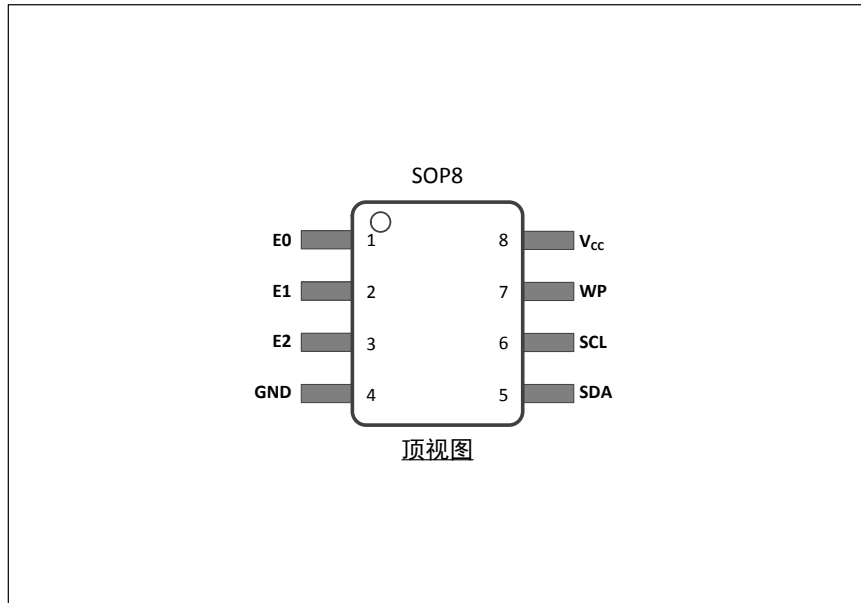 SOP8
E0 1 8 V_CC
E1 2 7 WP
E2 3 6 SCL
GND 4 5 SDA
顶视图